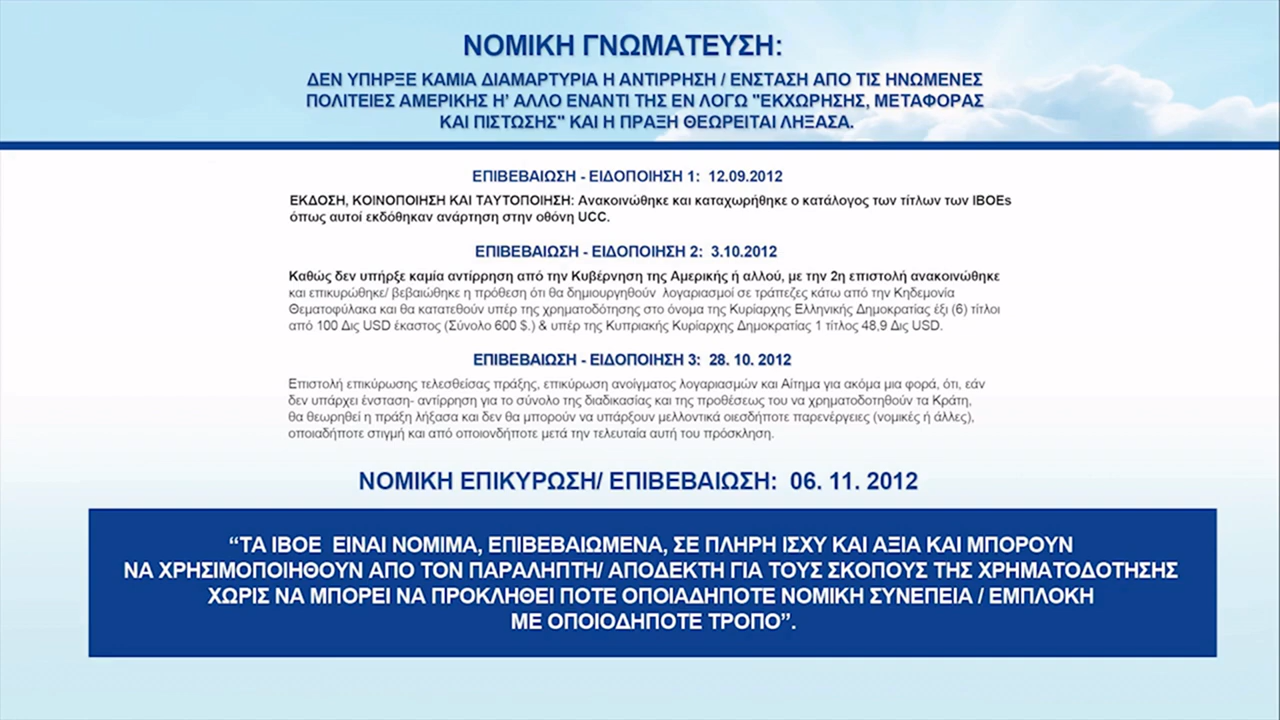 ΝΟΜΙΚΗ ΓΝΩΜΑΤΕΥΣΗ:
ΔΕΝ ΥΠΗΡΞΕ ΚΑΜΙΑ ΔΙΑΜΑΡΤΥΡΙΑ Η ΑΝΤΙΡΡΗΣΗ / ΕΝΣΤΑΣΗ ΑΠΟ ΤΙΣ ΗΝΩΜΕΝΕΣ
ΠΟΛΙΤΕΙΕΣ ΑΜΕΡΙΚΗΣ Η’ ΑΛΛΟ ΕΝΑΝΤΙ ΤΗΣ ΕΝ ΛΟΓΩ "ΕΚΧΩΡΗΣΗΣ, ΜΕΤΑΦΟΡΑΣ
ΚΑΙ ΠΙΣΤΩΣΗΣ" ΚΑΙ Η ΠΡΑΞΗ ΘΕΩΡΕΙΤΑΙ ΛΗΞΑΣΑ.
ΕΠΙΒΕΒΑΙΩΣΗ - ΕΙΔΟΠΟΙΗΣΗ 1: 12.09.2012
ΕΚΔΟΣΗ, ΚΟΙΝΟΠΟΙΗΣΗ ΚΑΙ ΤΑΥΤΟΠΟΙΗΣΗ: Ανακοινώθηκε και καταχωρήθηκε ο κατάλογος των τίτλων των IBOEs
όπως αυτοί εκδόθηκαν ανάρτηση στην οθόνη UCC.
ΕΠΙΒΕΒΑΙΩΣΗ - ΕΙΔΟΠΟΙΗΣΗ 2: 3.10.2012
Καθώς δεν υπήρξε καμία αντίρρηση από την Κυβέρνηση της Αμερικής ή αλλού, με την 2η επιστολή ανακοινώθηκε
και επικυρώθηκε/ βεβαιώθηκε η πρόθεση ότι θα δημιουργηθούν λογαριασμοί σε τράπεζες κάτω από την Κηδεμονία
Θεματοφύλακα και θα κατατεθούν υπέρ της χρηματοδότησης στο όνομα της Κυρίαρχης Ελληνικής Δημοκρατίας έξι (6) τίτλοι
από 100 Δις USD έκαστος (Σύνολο 600 $.) & υπέρ της Κυπριακής Κυρίαρχης Δημοκρατίας 1 τίτλος 48,9 Δις USD.
ΕΠΙΒΕΒΑΙΩΣΗ - ΕΙΔΟΠΟΙΗΣΗ 3: 28. 10. 2012
Επιστολή επικύρωσης τελεσθείσας πράξης, επικύρωση ανοίγματος λογαριασμών και Αίτημα για ακόμα μια φορά, ότι, εάν
δεν υπάρχει ένσταση- αντίρρηση για το σύνολο της διαδικασίας και της προθέσεως του να χρηματοδοτηθούν τα Κράτη,
θα θεωρηθεί η πράξη λήξασα και δεν θα μπορούν να υπάρξουν μελλοντικά οιεσδήποτε παρενέργειες (νομικές ή άλλες),
οποιαδήποτε στιγμή και από οποιονδήποτε μετά την τελευταία αυτή του πρόσκληση.
ΝΟΜΙΚΗ ΕΠΙΚΥΡΩΣΗ/ ΕΠΙΒΕΒΑΙΩΣΗ: 06. 11. 2012
“ΤΑ ΙΒΟΕ ΕΙΝΑΙ ΝΟΜΙΜΑ, ΕΠΙΒΕΒΑΙΩΜΕΝΑ, ΣΕ ΠΛΗΡΗ ΙΣΧΥ ΚΑΙ ΑΞΙΑ ΚΑΙ ΜΠΟΡΟΥΝ
ΝΑ ΧΡΗΣΙΜΟΠΟΙΗΘΟΥΝ ΑΠΟ ΤΟΝ ΠΑΡΑΛΗΠΤΗ/ ΑΠΟΔΕΚΤΗ ΓΙΑ ΤΟΥΣ ΣΚΟΠΟΥΣ ΤΗΣ ΧΡΗΜΑΤΟΔΟΤΗΣΗΣ
ΧΩΡΙΣ ΝΑ ΜΠΟΡΕΙ ΝΑ ΠΡΟΚΛΗΘΕΙ ΠΟΤΕ ΟΠΟΙΑΔΗΠΟΤΕ ΝΟΜΙΚΗ ΣΥΝΕΠΕΙΑ / ΕΜΠΛΟΚΗ
ΜΕ ΟΠΟΙΟΔΗΠΟΤΕ ΤΡΟΠΟ”.